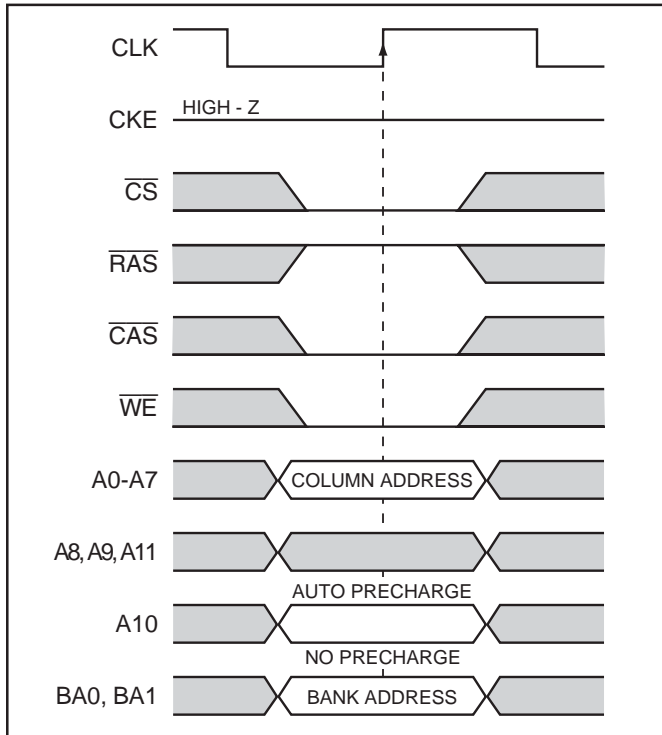 CLK
CKE HIGH - Z
CS
RAS
CAS
WE
A0-A7 COLUMN ADDRESS
A8, A9, A11
AUTO PRECHARGE
A10
NO PRECHARGE
BA0, BA1 BANK ADDRESS